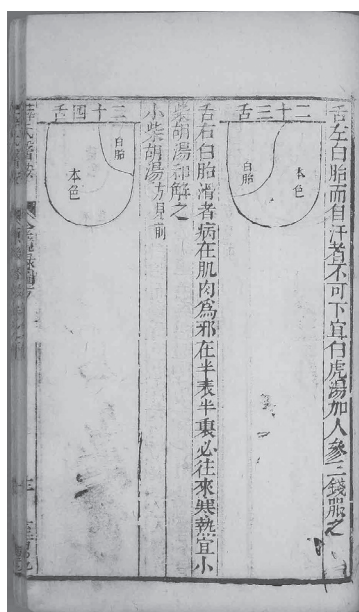 舌左白胎而自汗者不可下宜白虎湯加人參三錢服之
二十三舌
本色
白胎
舌右白胎滑者病在肌肉爲邪在半表半裏必往來寒熱宜小
柴胡湯和解之
小柴胡湯方見前
二十四舌
白胎
本色